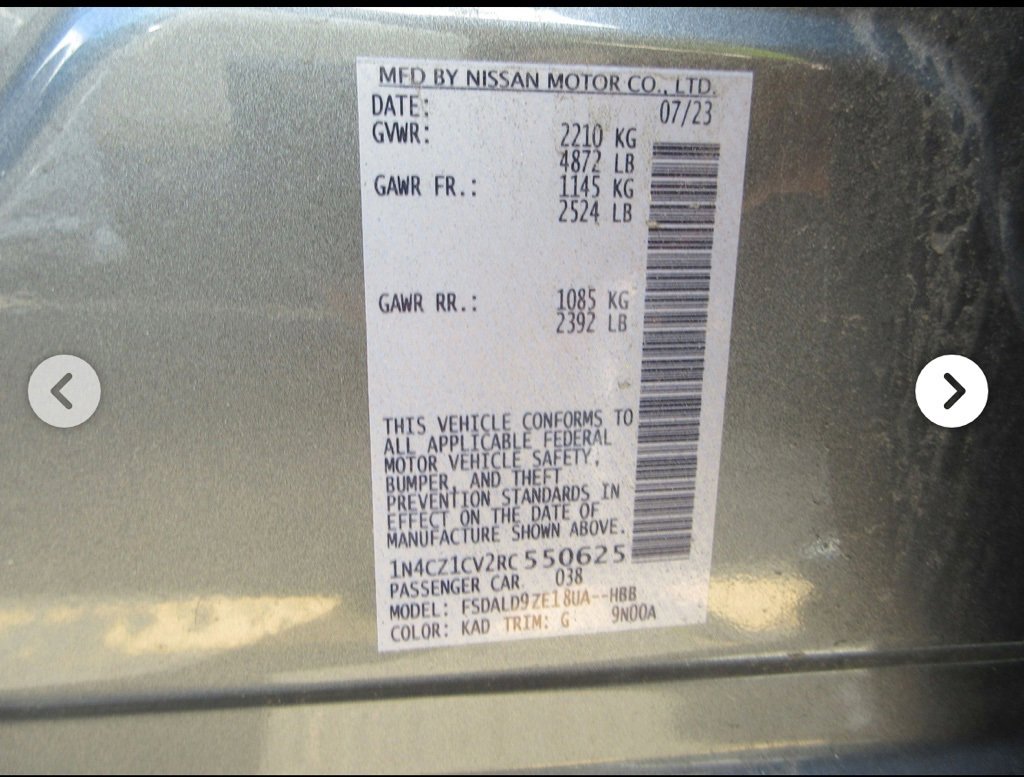 MFD BY NISSAN MOTOR CO., LTD.
DATE: 07/23
GVWR: 2210 KG
4872 LB
GAWR FR.: 1145 KG
2524 LB
GAWR RR.: 1085 KG
2392 LB
THIS VEHICLE CONFORMS TO
ALL APPLICABLE FEDERAL
MOTOR VEHICLE SAFETY,
BUMPER, AND THEFT
PREVENTION STANDARDS IN
EFFECT ON THE DATE OF
MANUFACTURE SHOWN ABOVE.
1N4CZ1CV2RC550625
PASSENGER CAR 038
MODEL: FSDALD9ZE18UA--HBB
COLOR: KAD TRIM: G 9N00A